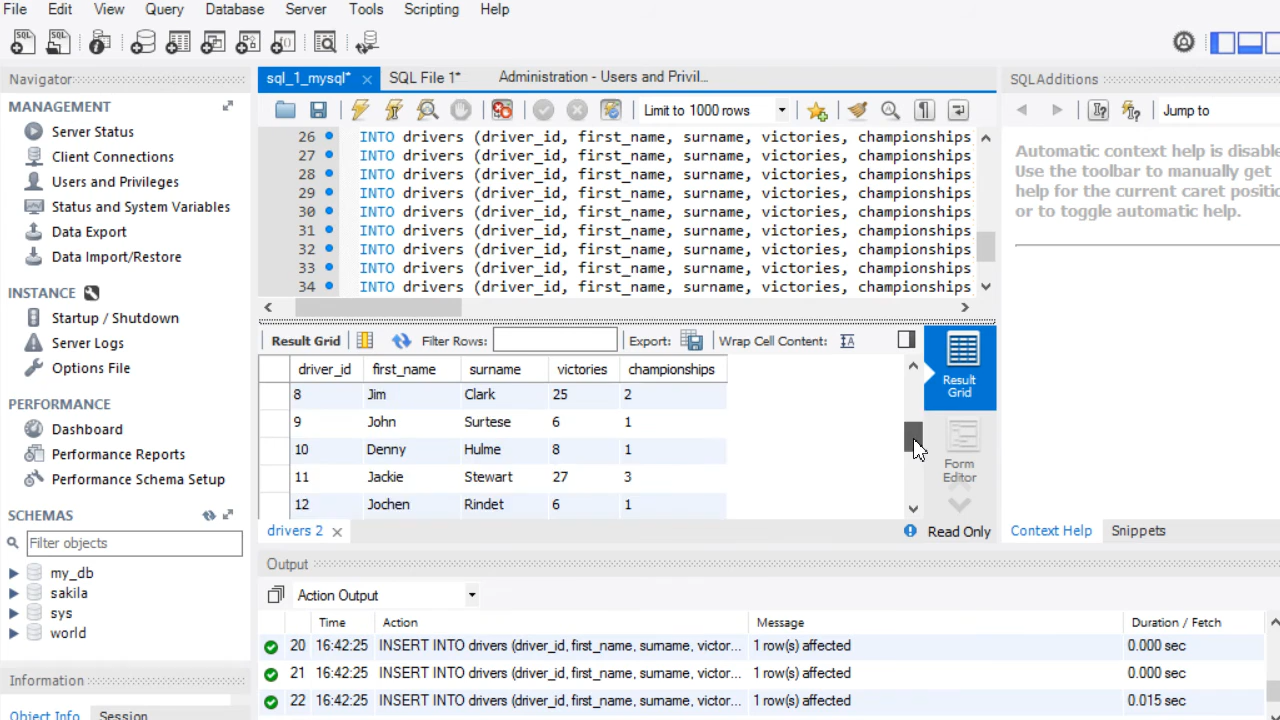 File Edit View Query Database Server Tools Scripting Help
Navigator
MANAGEMENT
Server Status
Client Connections
Users and Privileges
Status and System Variables
Data Export
Data Import/Restore
INSTANCE
Startup / Shutdown
Server Logs
Options File
PERFORMANCE
Dashboard
Performance Reports
Performance Schema Setup
SCHEMAS
Filter objects
my_db
sakila
sys
world
Information
Object Info Session
sql_1_mysql* SQL File 1* Administration - Users and Privil...
Limit to 1000 rows
26 INTO drivers (driver_id, first_name, surname, victories, championships
27 INTO drivers (driver_id, first_name, surname, victories, championships
28 INTO drivers (driver_id, first_name, surname, victories, championships
29 INTO drivers (driver_id, first_name, surname, victories, championships
30 INTO drivers (driver_id, first_name, surname, victories, championships
31 INTO drivers (driver_id, first_name, surname, victories, championships
32 INTO drivers (driver_id, first_name, surname, victories, championships
33 INTO drivers (driver_id, first_name, surname, victories, championships
34 INTO drivers (driver_id, first_name, surname, victories, championships
Result Grid Filter Rows: Export: Wrap Cell Content:
driver_id first_name surname victories championships
8 Jim Clark 25 2
9 John Surtese 6 1
10 Denny Hulme 8 1
11 Jackie Stewart 27 3
12 Jochen Rindet 6 1
Result
Grid
Form
Editor
drivers 2 Read Only
Output
Action Output
Time Action Message Duration / Fetch
20 16:42:25 INSERT INTO drivers (driver_id, first_name, surname, victor... 1 row(s) affected 0.000 sec
21 16:42:25 INSERT INTO drivers (driver_id, first_name, surname, victor... 1 row(s) affected 0.000 sec
22 16:42:25 INSERT INTO drivers (driver_id, first_name, surname, victor... 1 row(s) affected 0.015 sec
SQLAdditions
Jump to
Automatic context help is disable
Use the toolbar to manually get
help for the current caret positio
or to toggle automatic help.
Context Help Snippets